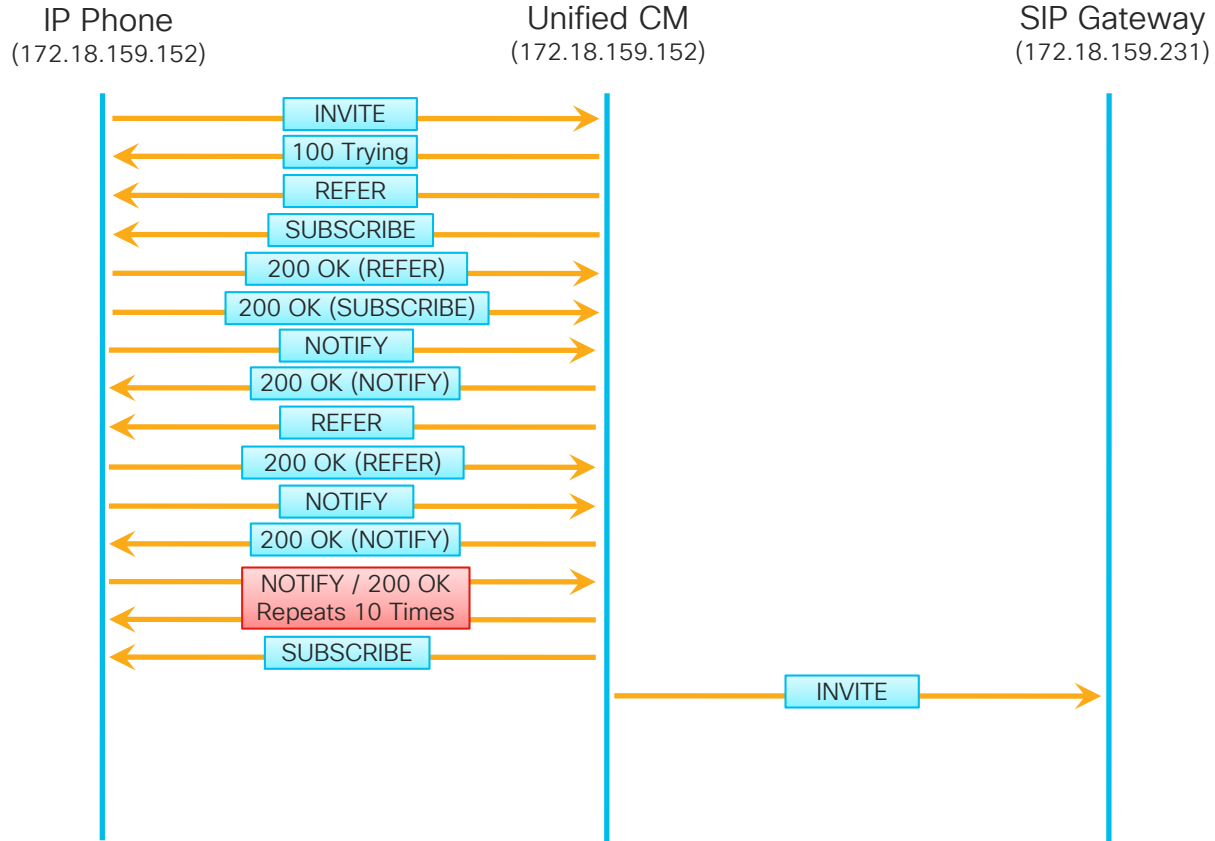 IP Phone
(172.18.159.152)
Unified CM
(172.18.159.152)
SIP Gateway
(172.18.159.231)
INVITE
100 Trying
REFER
SUBSCRIBE
200 OK (REFER)
200 OK (SUBSCRIBE)
NOTIFY
200 OK (NOTIFY)
REFER
200 OK (REFER)
NOTIFY
200 OK (NOTIFY)
NOTIFY / 200 OK
Repeats 10 Times
SUBSCRIBE
INVITE